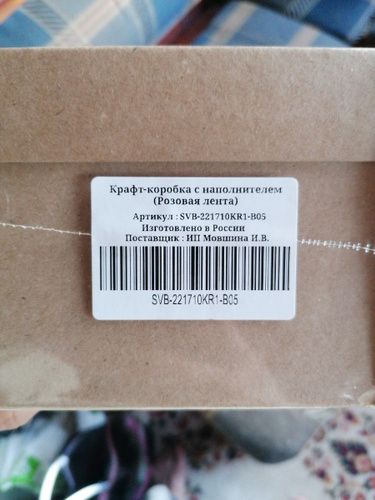 Крафт-коробка с наполнителем
(Розовая лента)
Артикул : SVB-221710KR1-B05
Изготовлено в России
Поставщик : ИП Мовшина И.В.
SVB-221710KR1-B05